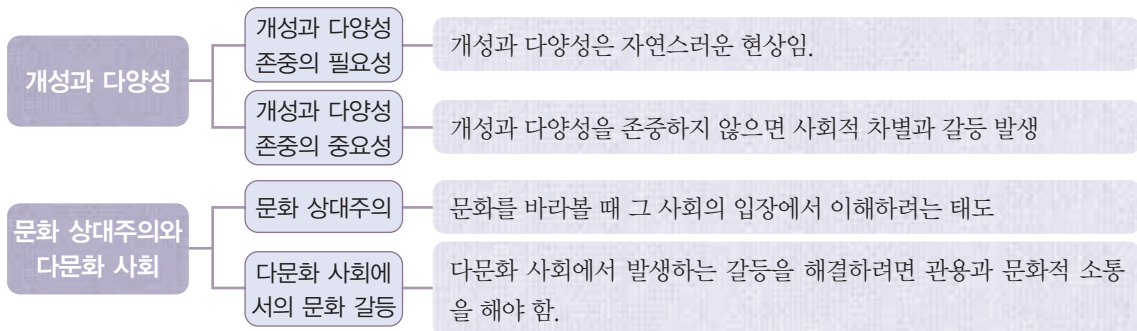 개성과 다양성
개성과 다양성
존중의 필요성
개성과 다양성은 자연스러운 현상임.
개성과 다양성
존중의 중요성
개성과 다양성을 존중하지 않으면 사회적 차별과 갈등 발생
문화 상대주의와
다문화 사회
문화 상대주의
문화를 바라볼 때 그 사회의 입장에서 이해하려는 태도
다문화 사회에
서의 문화 갈등
다문화 사회에서 발생하는 갈등을 해결하려면 관용과 문화적 소통
을 해야 함.